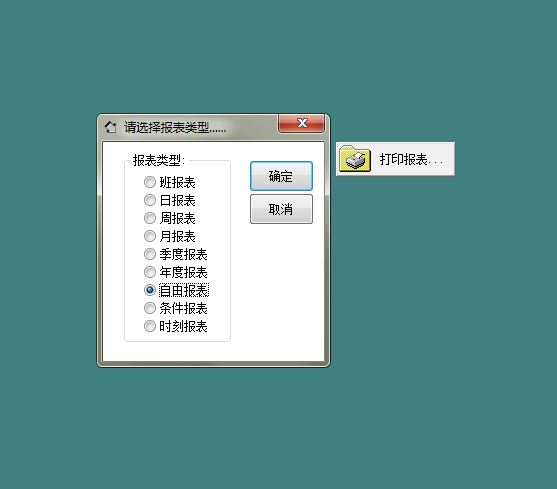 请选择报表类型......
报表类型:
班报表
日报表
周报表
月报表
季度报表
年度报表
自由报表
条件报表
时刻报表
确定
取消
打印报表...